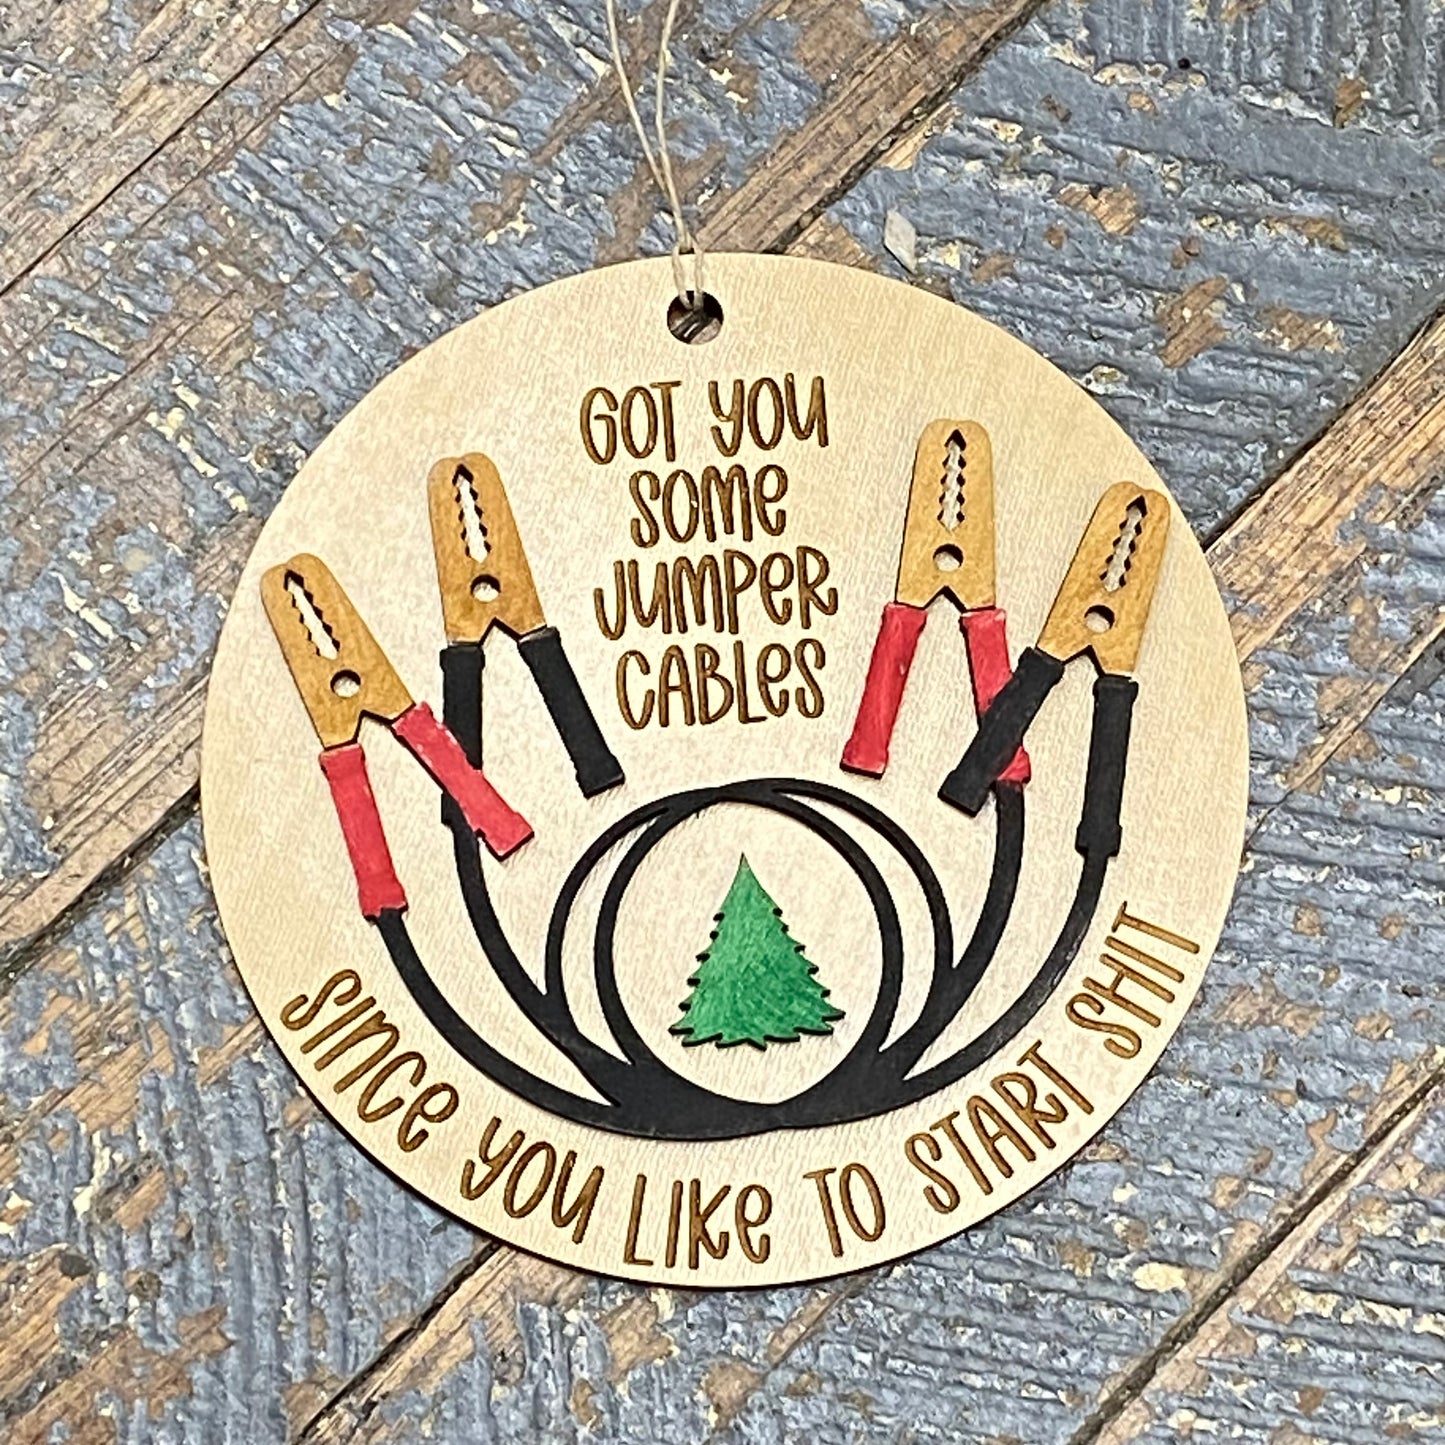 GOT YOU
SOME
JUMPER
CABLES
SINCE YOU LIKE TO START SHIT